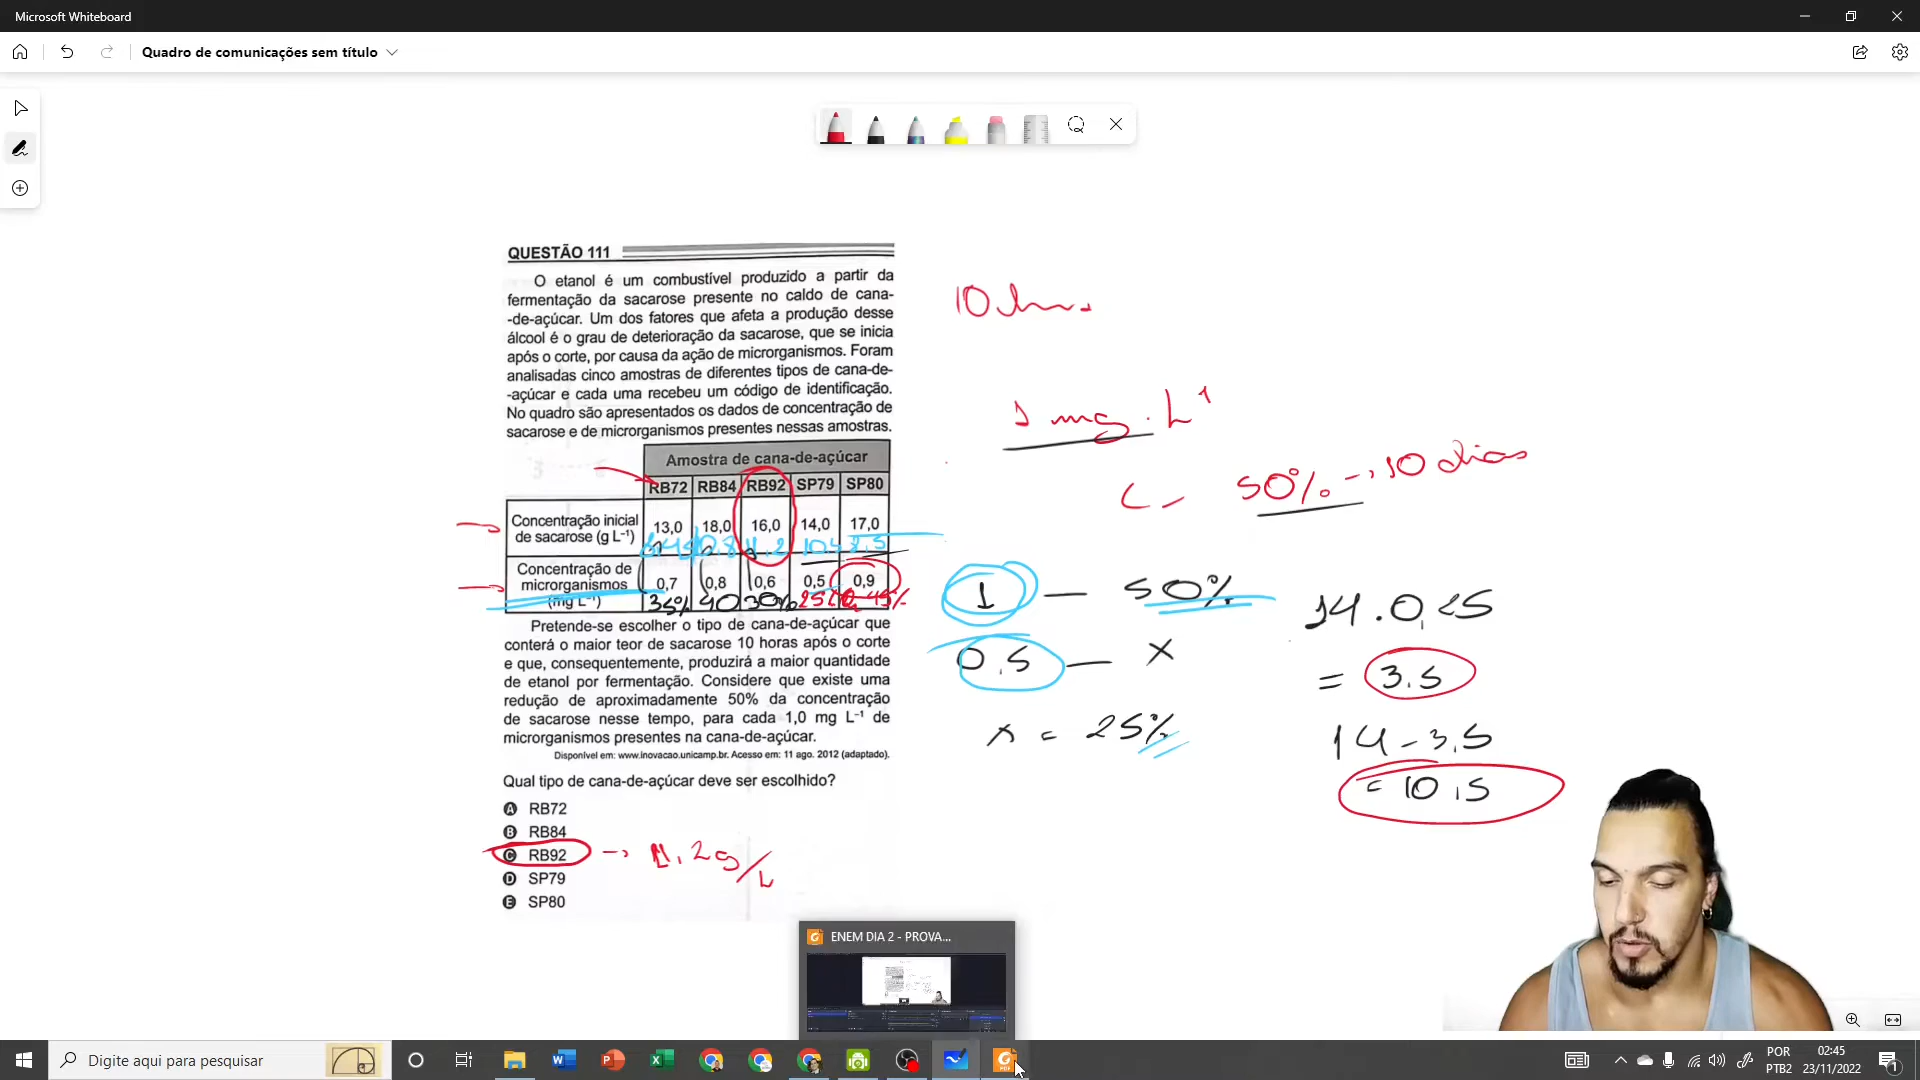 Microsoft Whiteboard
Quadro de comunicações sem título
QUESTÃO 111
O etanol é um combustível produzido a partir da
fermentação da sacarose presente no caldo de cana-
-de-açúcar. Um dos fatores que afeta a produção desse
álcool é o grau de deterioração da sacarose, que se inicia
após o corte, por causa da ação de microrganismos. Foram
analisadas cinco amostras de diferentes tipos de cana-de-
-açúcar e cada uma recebeu um código de identificação.
No quadro são apresentados os dados de concentração de
sacarose e de microrganismos presentes nessas amostras.
Amostra de cana-de-açúcar
RB72 RB84 RB92 SP79 SP80
Concentração inicial
de sacarose (g L⁻¹) 13,0 18,0 16,0 14,0 17,0
Concentração de
microrganismos
(mg L⁻¹) 0,7 0,8 0,6 0,5 0,9
35% 40 30%
Pretende-se escolher o tipo de cana-de-açúcar que
conterá o maior teor de sacarose 10 horas após o corte
e que, consequentemente, produzirá a maior quantidade
de etanol por fermentação. Considere que existe uma
redução de aproximadamente 50% da concentração
de sacarose nesse tempo, para cada 1,0 mg L⁻¹ de
microrganismos presentes na cana-de-açúcar.
Disponível em: www.inovacao.unicamp.br. Acesso em: 11 ago. 2012 (adaptado).
Qual tipo de cana-de-açúcar deve ser escolhido?
A RB72
B RB84
C RB92 → 11,2g/L
D SP79
E SP80
1 mg. L
50% → 10 dias
1 — 50%
0,5 — x
x = 25%
14.0,25
= 3,5
14 - 3,5
= 10,5
ENEM DIA 2 - PROVA...
Digite aqui para pesquisar
POR
PTB2
02:45
23/11/2022
1